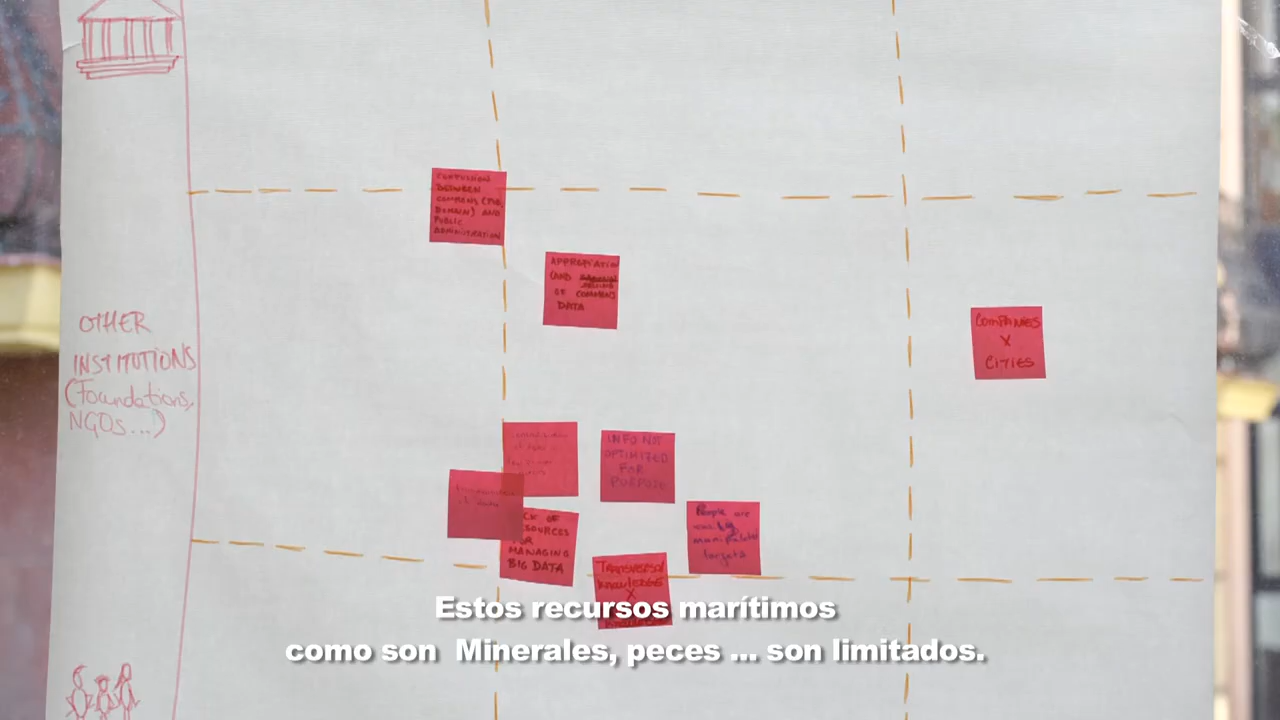 CONFUSION
BETWEEN
COMMONS (PUB.
DOMAIN) AND
PUBLIC
ADMINISTRATION
APPROPIATION
(AND
OF COMMONS
DATA
OTHER
INSTITUTIONS
(Foundations,
NGOs...)
COMPANIES
X
CITIES
INFO NOT
OPTIMIZED
FOR
PURPOSE
OF
FOR
MANAGING
BIG DATA
People are
easily
manipulated
targets
TRANSVERSAL
KNOWLEDGE
X
Estos recursos marítimos
como son Minerales, peces ... son limitados.